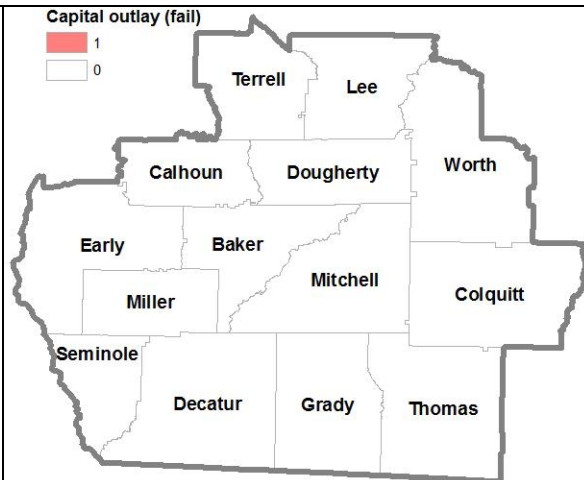 Capital outlay (fail)
1
0
Terrell
Lee
Worth
Calhoun
Dougherty
Early
Baker
Mitchell
Miller
Colquitt
Seminole
Decatur
Grady
Thomas